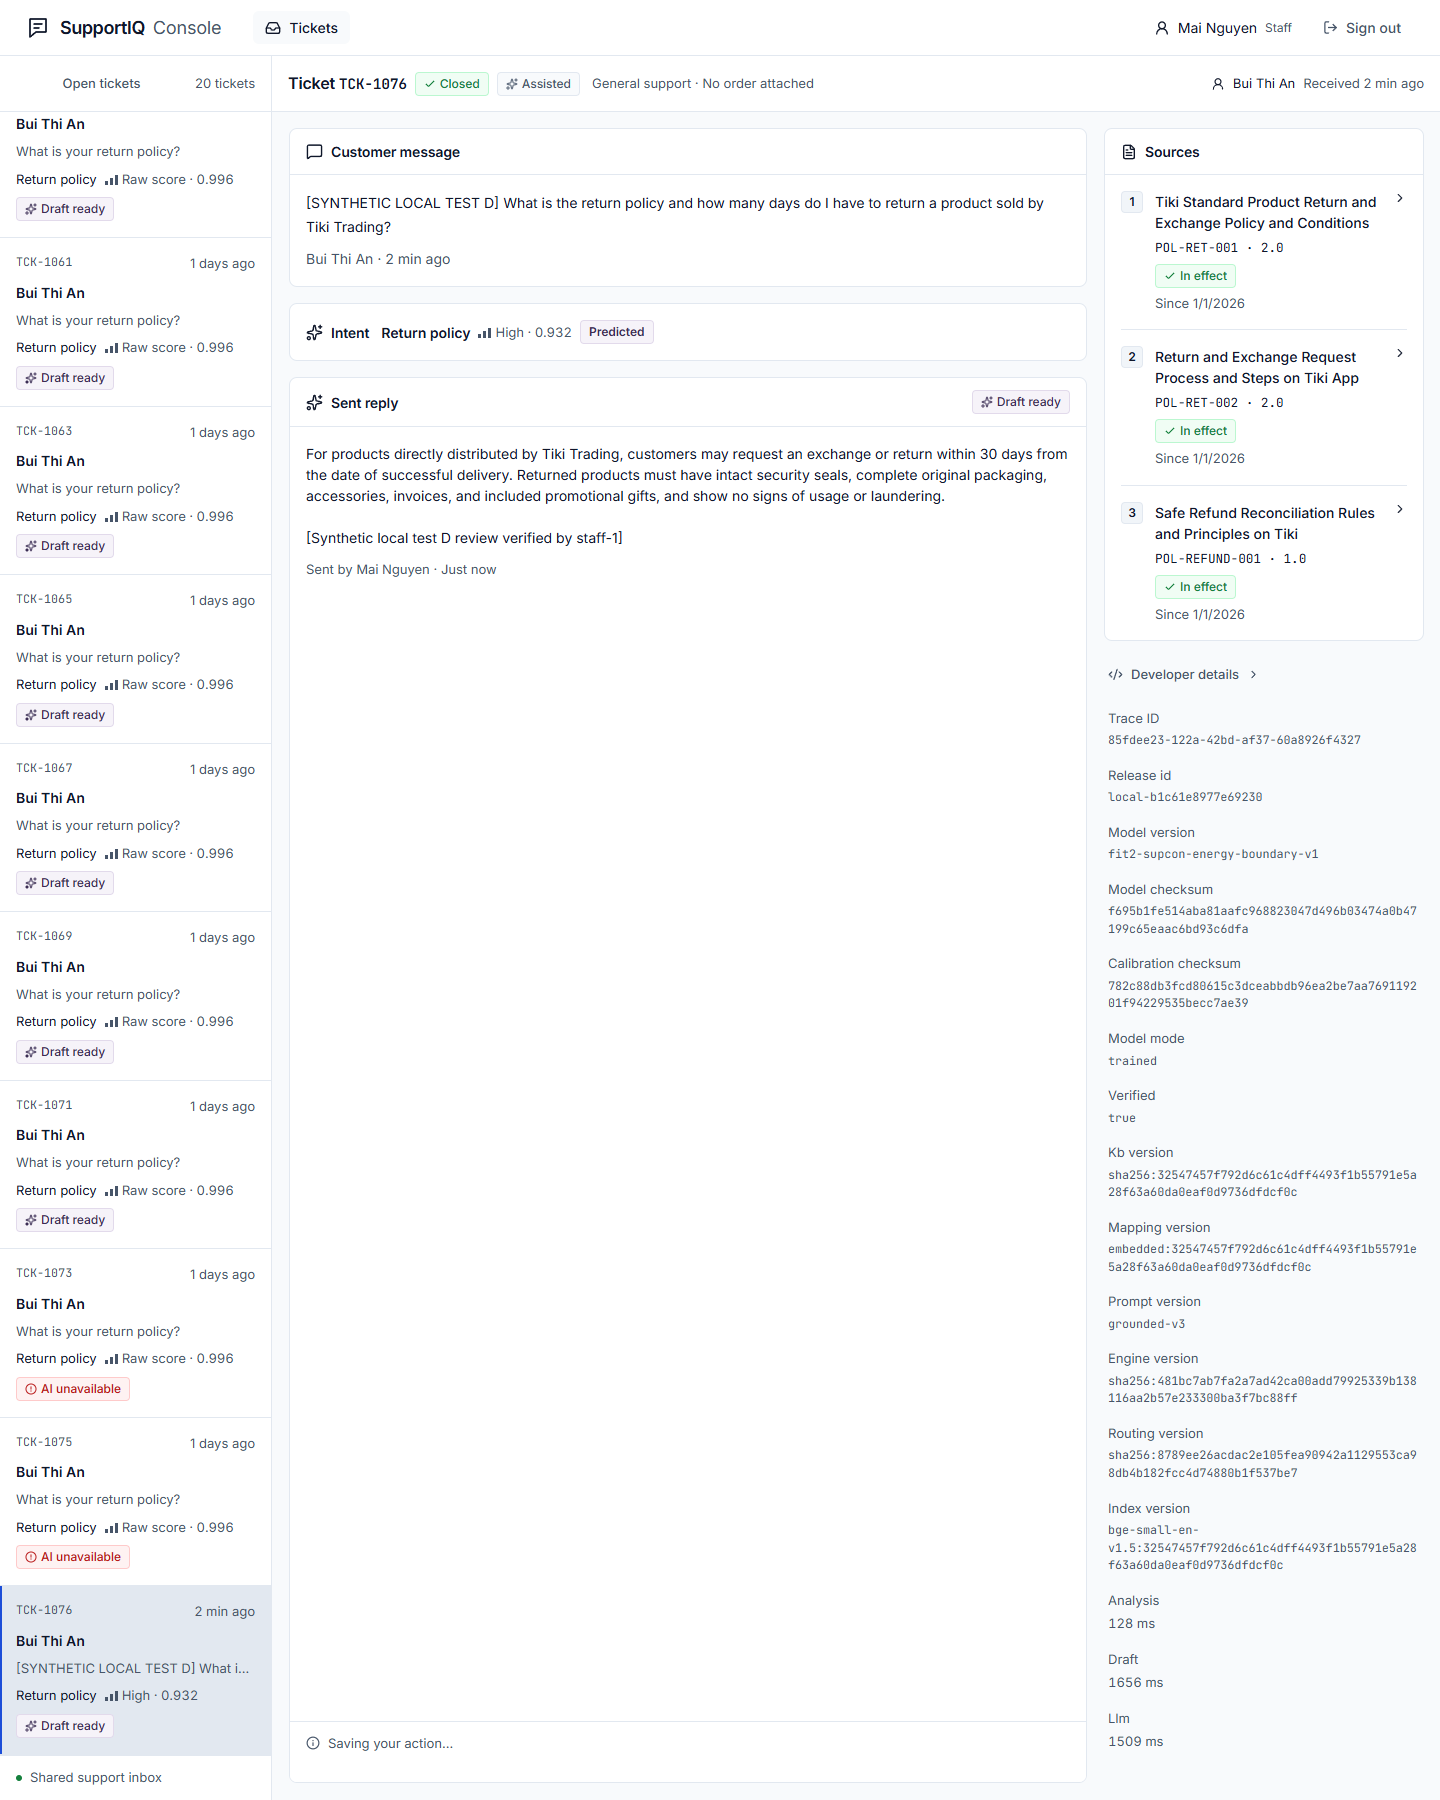 SupportIQ Console
Tickets
Mai Nguyen Staff
Sign out
Open tickets
20 tickets
Bui Thi An
What is your return policy?
Return policy Raw score · 0.996
Draft ready
TCK-1061
1 days ago
Bui Thi An
What is your return policy?
Return policy Raw score · 0.996
Draft ready
TCK-1063
1 days ago
Bui Thi An
What is your return policy?
Return policy Raw score · 0.996
Draft ready
TCK-1065
1 days ago
Bui Thi An
What is your return policy?
Return policy Raw score · 0.996
Draft ready
TCK-1067
1 days ago
Bui Thi An
What is your return policy?
Return policy Raw score · 0.996
Draft ready
TCK-1069
1 days ago
Bui Thi An
What is your return policy?
Return policy Raw score · 0.996
Draft ready
TCK-1071
1 days ago
Bui Thi An
What is your return policy?
Return policy Raw score · 0.996
Draft ready
TCK-1073
1 days ago
Bui Thi An
What is your return policy?
Return policy Raw score · 0.996
AI unavailable
TCK-1075
1 days ago
Bui Thi An
What is your return policy?
Return policy Raw score · 0.996
AI unavailable
TCK-1076
2 min ago
Bui Thi An
[SYNTHETIC LOCAL TEST D] What i...
Return policy High · 0.932
Draft ready
Shared support inbox
Ticket TCK-1076 Closed Assisted General support · No order attached
Bui Thi An Received 2 min ago
Customer message
[SYNTHETIC LOCAL TEST D] What is the return policy and how many days do I have to return a product sold by
Tiki Trading?
Bui Thi An · 2 min ago
Intent Return policy High · 0.932 Predicted
Sent reply
Draft ready
For products directly distributed by Tiki Trading, customers may request an exchange or return within 30 days from
the date of successful delivery. Returned products must have intact security seals, complete original packaging,
accessories, invoices, and included promotional gifts, and show no signs of usage or laundering.
[Synthetic local test D review verified by staff-1]
Sent by Mai Nguyen · Just now
Saving your action...
Sources
1 Tiki Standard Product Return and
Exchange Policy and Conditions
POL-RET-001 · 2.0
In effect
Since 1/1/2026
2 Return and Exchange Request
Process and Steps on Tiki App
POL-RET-002 · 2.0
In effect
Since 1/1/2026
3 Safe Refund Reconciliation Rules
and Principles on Tiki
POL-REFUND-001 · 1.0
In effect
Since 1/1/2026
Developer details
Trace ID
85fdee23-122a-42bd-af37-60a8926f4327
Release id
local-b1c61e8977e69230
Model version
fit2-supcon-energy-boundary-v1
Model checksum
f695b1fe514aba81aafc968823047d496b03474a0b47
199c65eaac6bd93c6dfa
Calibration checksum
782c88db3fcd80615c3dceabbdb96ea2be7aa7691192
01f94229535becc7ae39
Model mode
trained
Verified
true
Kb version
sha256:32547457f792d6c61c4dff4493f1b55791e5a
28f63a60da0eaf0d9736dfdcf0c
Mapping version
embedded:32547457f792d6c61c4dff4493f1b55791e
5a28f63a60da0eaf0d9736dfdcf0c
Prompt version
grounded-v3
Engine version
sha256:481bc7ab7fa2a7ad42ca00add79925339b138
116aa2b57e233300ba3f7bc88ff
Routing version
sha256:8789ee26acdac2e105fea90942a1129553ca9
8db4b182fcc4d74880b1f537be7
Index version
bge-small-en-
v1.5:32547457f792d6c61c4dff4493f1b55791e5a28
f63a60da0eaf0d9736dfdcf0c
Analysis
128 ms
Draft
1656 ms
Llm
1509 ms